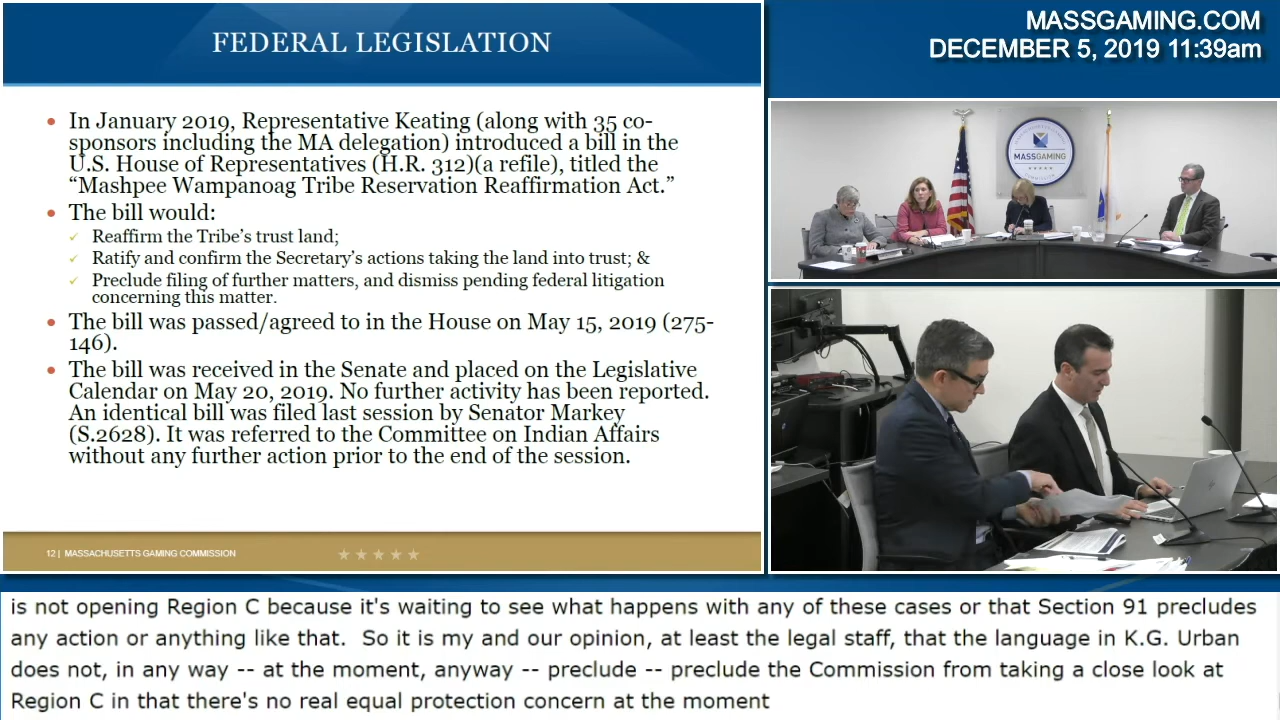 FEDERAL LEGISLATION
• In January 2019, Representative Keating (along with 35 co-
sponsors including the MA delegation) introduced a bill in the
U.S. House of Representatives (H.R. 312)(a refile), titled the
“Mashpee Wampanoag Tribe Reservation Reaffirmation Act.”
• The bill would:
✓ Reaffirm the Tribe’s trust land;
✓ Ratify and confirm the Secretary’s actions taking the land into trust; &
✓ Preclude filing of further matters, and dismiss pending federal litigation
concerning this matter.
• The bill was passed/agreed to in the House on May 15, 2019 (275-
146).
• The bill was received in the Senate and placed on the Legislative
Calendar on May 20, 2019. No further activity has been reported.
An identical bill was filed last session by Senator Markey
(S.2628). It was referred to the Committee on Indian Affairs
without any further action prior to the end of the session.
12 | MASSACHUSETTS GAMING COMMISSION
MASSGAMING.COM
DECEMBER 5, 2019 11:39am
MASSGAMING
is not opening Region C because it's waiting to see what happens with any of these cases or that Section 91 precludes
any action or anything like that.  So it is my and our opinion, at least the legal staff, that the language in K.G. Urban
does not, in any way -- at the moment, anyway -- preclude -- preclude the Commission from taking a close look at
Region C in that there's no real equal protection concern at the moment